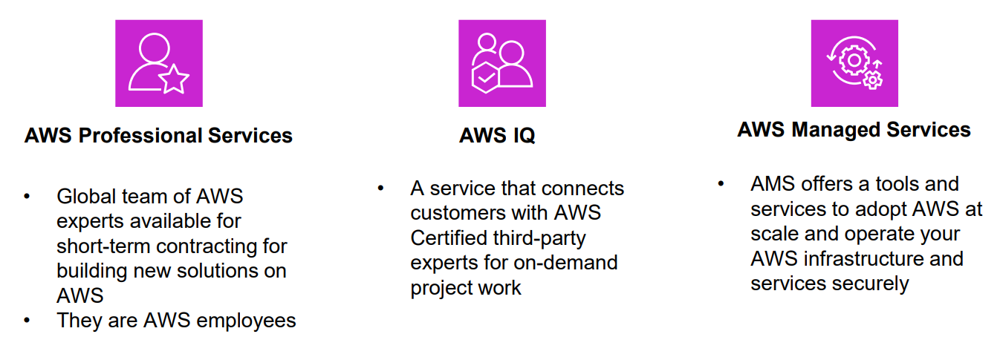 AWS Professional Services
• Global team of AWS
experts available for
short-term contracting for
building new solutions on
AWS
• They are AWS employees
AWS IQ
• A service that connects
customers with AWS
Certified third-party
experts for on-demand
project work
AWS Managed Services
• AMS offers a tools and
services to adopt AWS at
scale and operate your
AWS infrastructure and
services securely